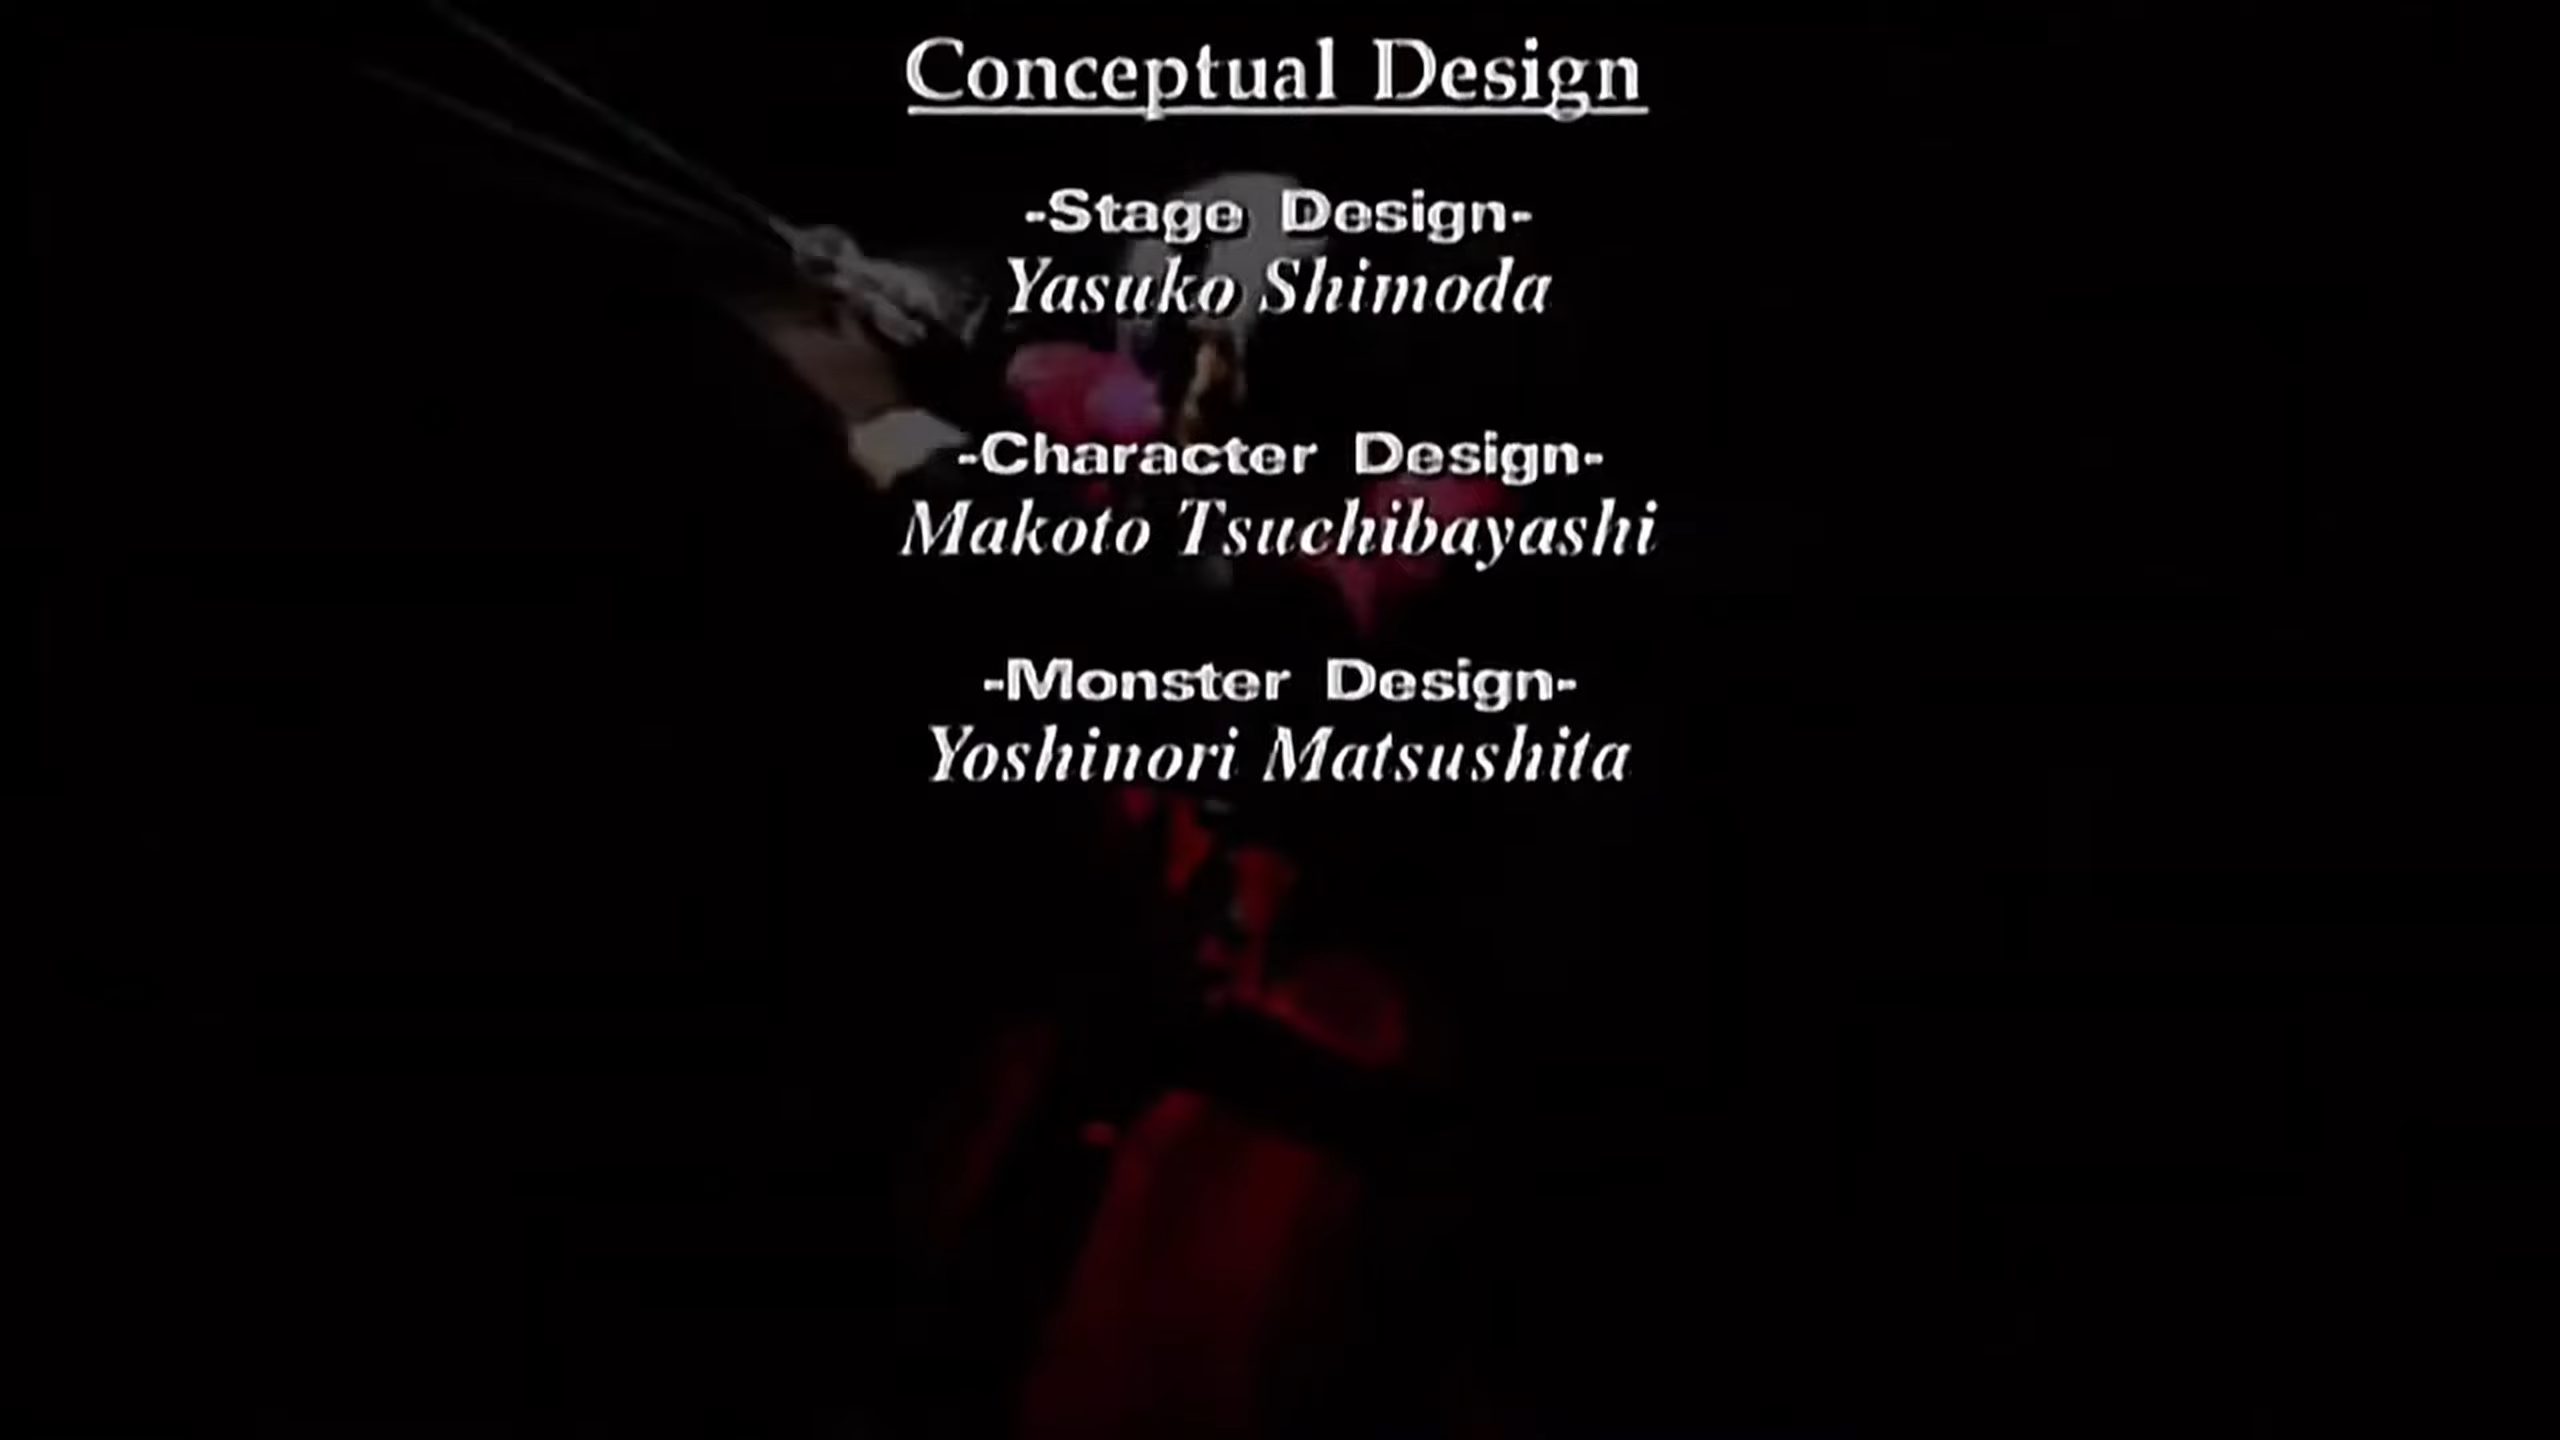 Conceptual Design
-Stage Design-
Yasuko Shimoda
-Character Design-
Makoto Tsuchibayashi
-Monster Design-
Yoshinori Matsushita